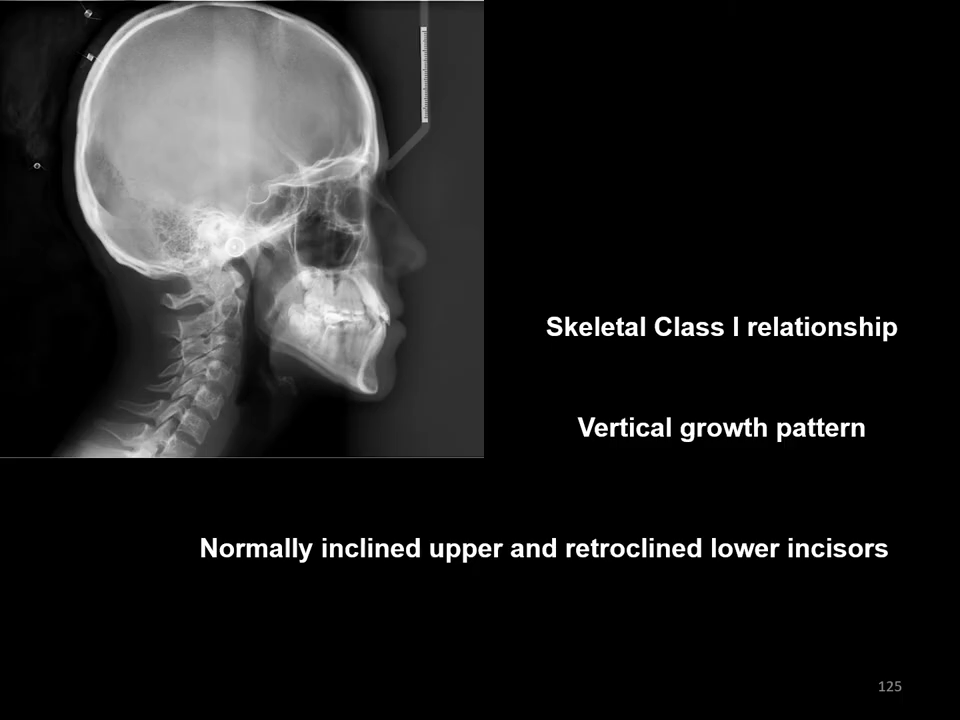 Skeletal Class I relationship
Vertical growth pattern
Normally inclined upper and retroclined lower incisors
125